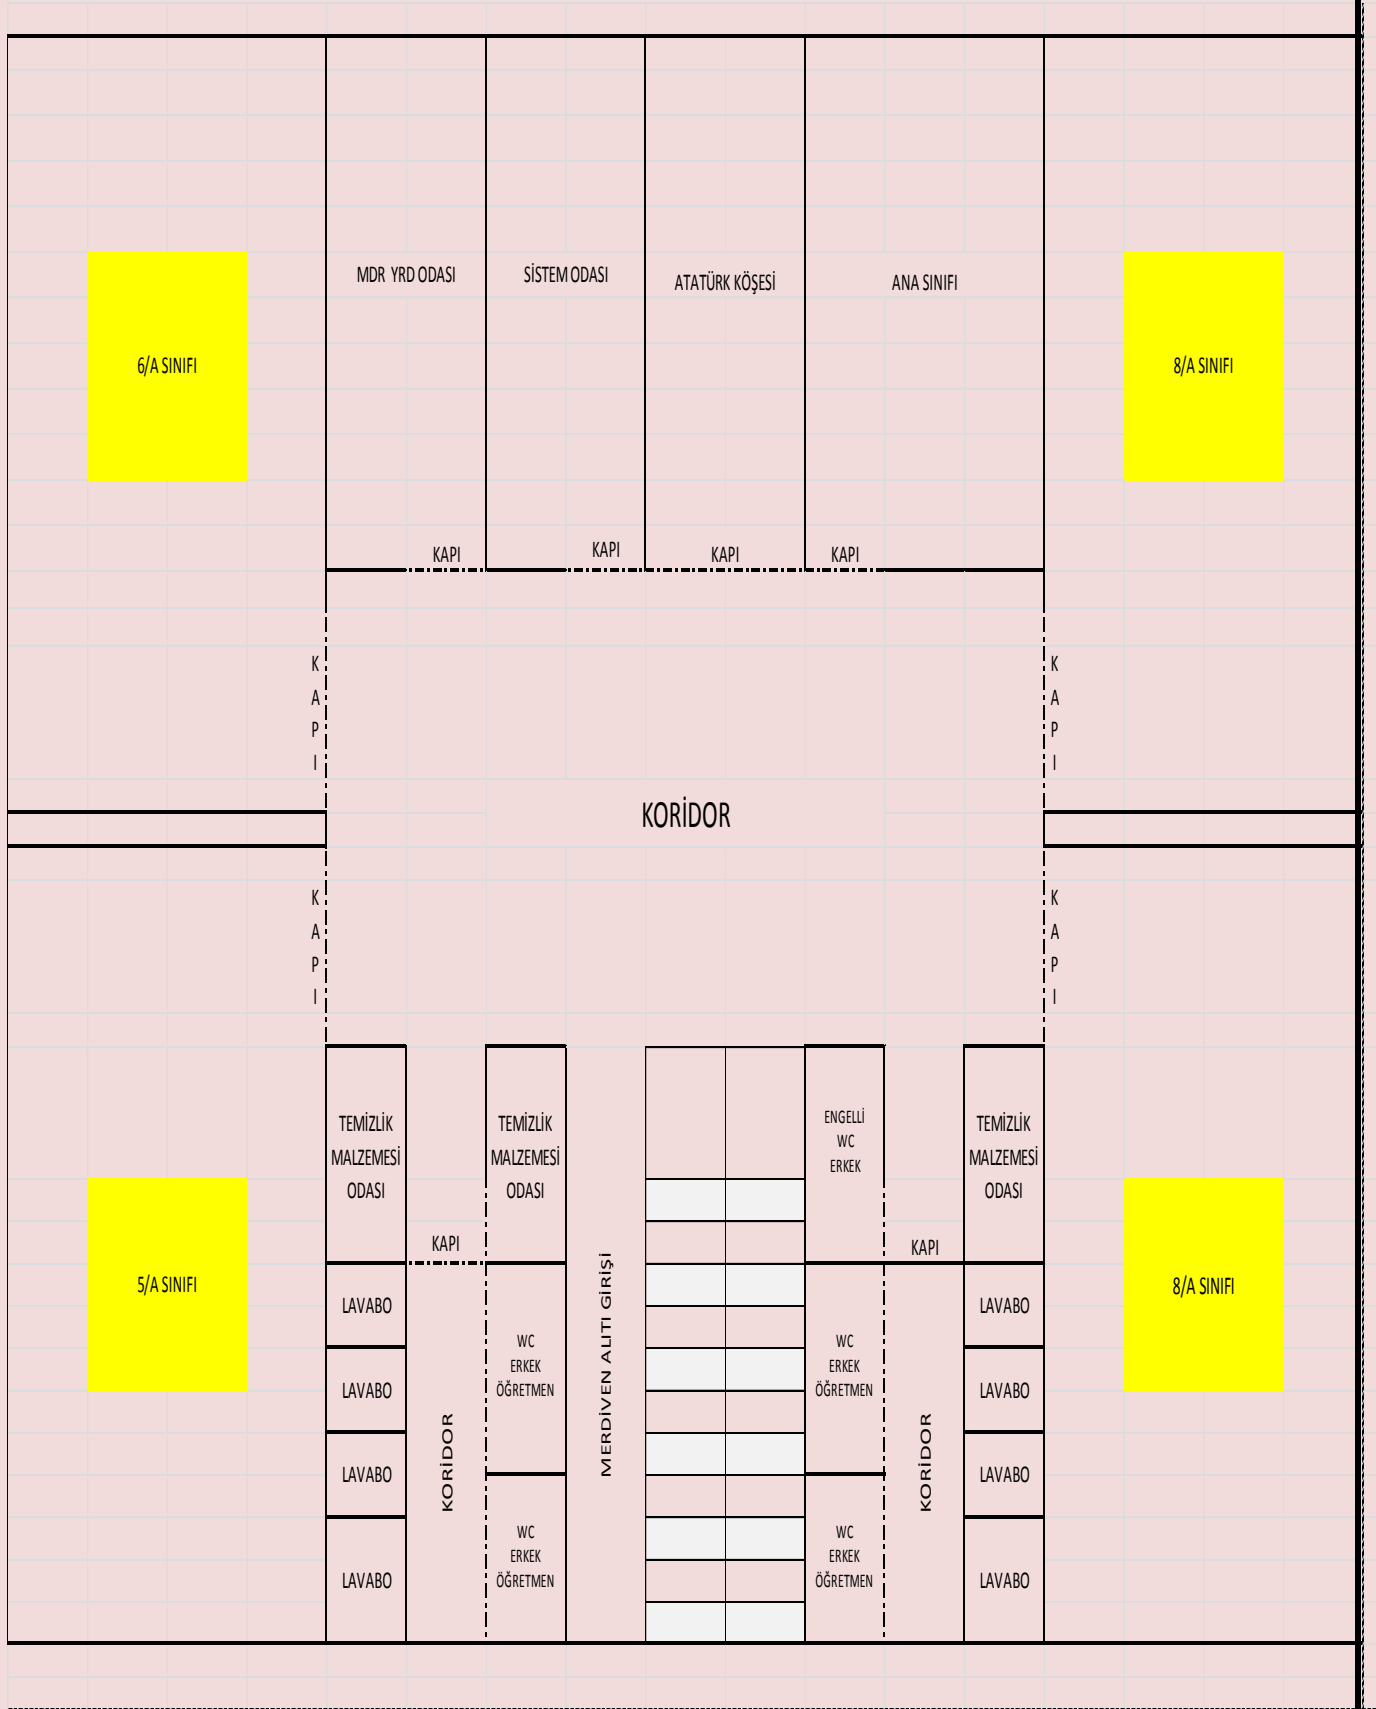 MDR YRD ODASI
SİSTEM ODASI
ATATÜRK KÖŞESİ
ANA SINIFI
6/A SINIFI
8/A SINIFI
KAPI
KAPI
KAPI
KAPI
K
A
P
I
K
A
P
I
KORİDOR
K
A
P
I
K
A
P
I
TEMİZLİK
MALZEMESİ
ODASI
TEMİZLİK
MALZEMESİ
ODASI
ENGELLİ
WC
ERKEK
TEMİZLİK
MALZEMESİ
ODASI
KAPI
KAPI
5/A SINIFI
8/A SINIFI
MERDİVEN ALITI GİRİŞİ
LAVABO
LAVABO
LAVABO
LAVABO
KORİDOR
WC
ERKEK
ÖĞRETMEN
WC
ERKEK
ÖĞRETMEN
WC
ERKEK
ÖĞRETMEN
WC
ERKEK
ÖĞRETMEN
KORİDOR
LAVABO
LAVABO
LAVABO
LAVABO